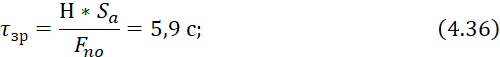 τзр = H * Sa / Fno = 5,9 с; (4.36)